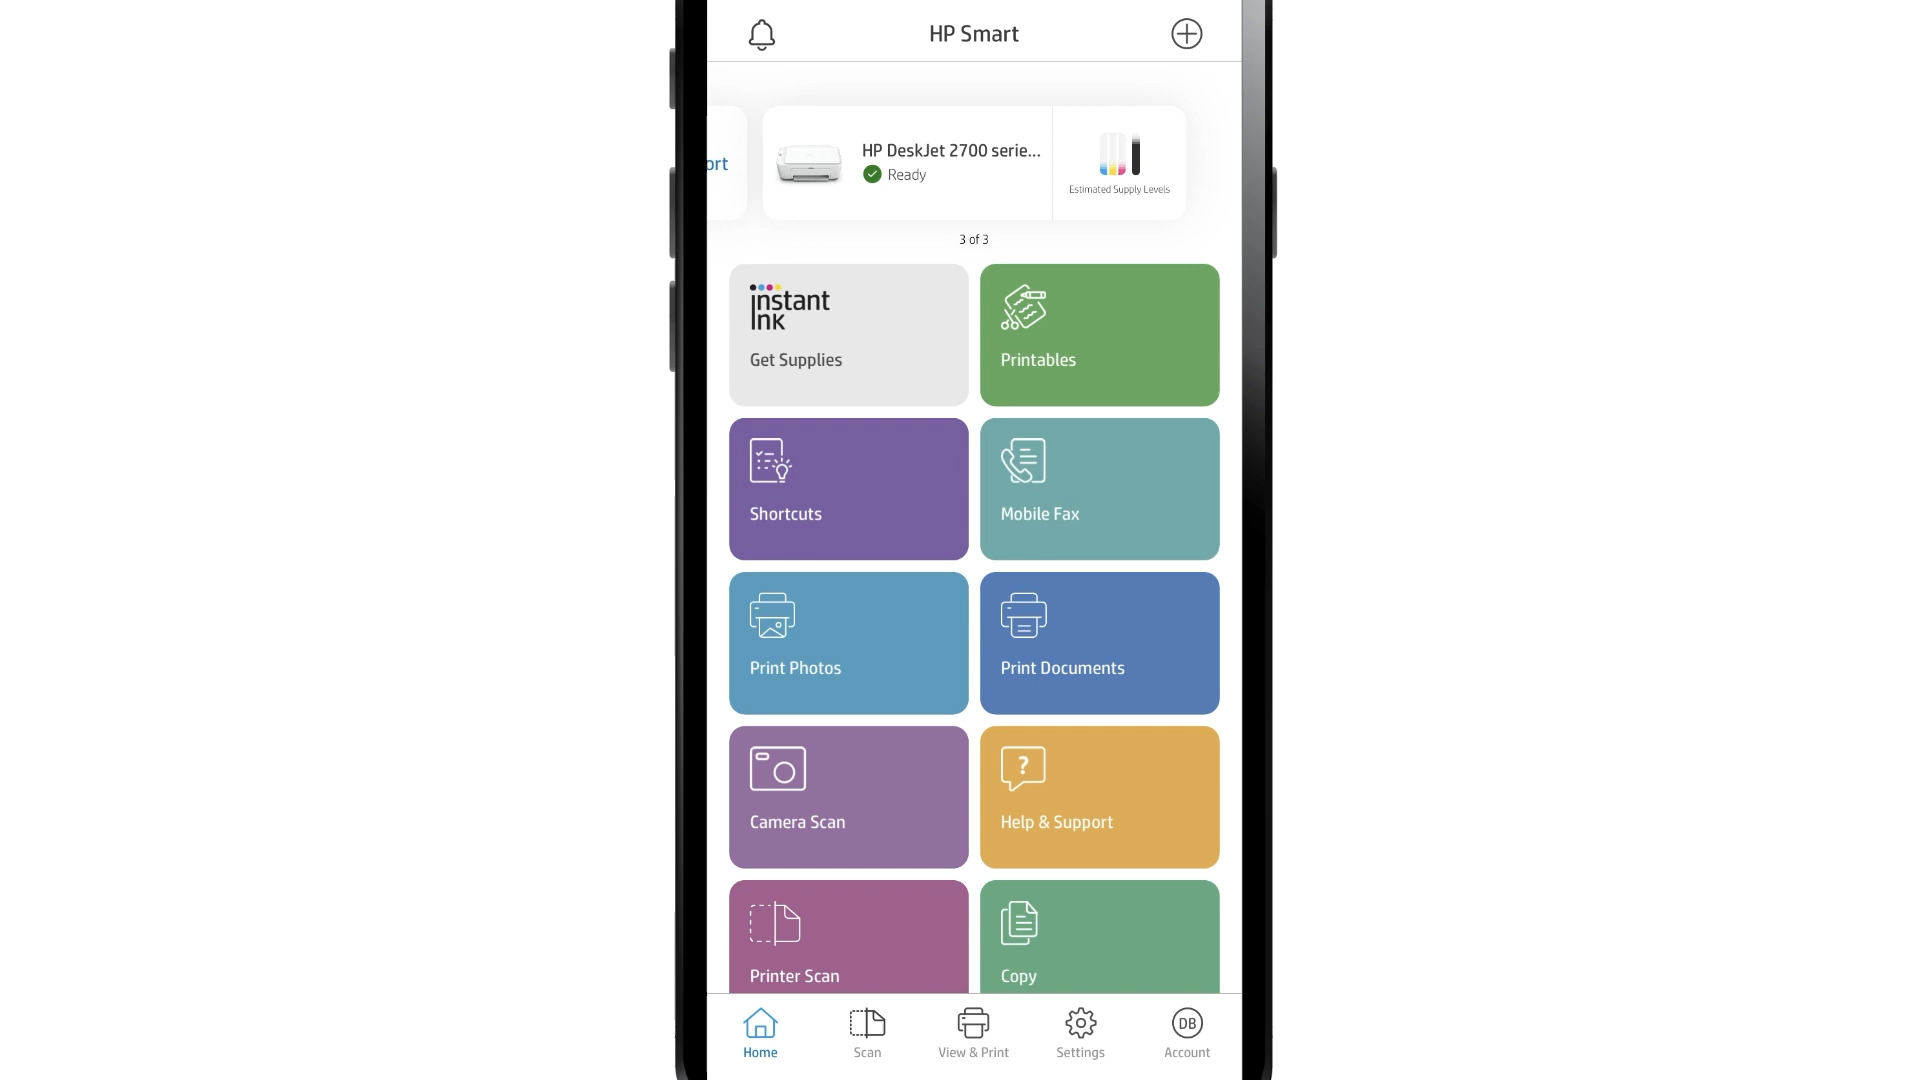 HP Smart
ort
HP DeskJet 2700 serie...
Ready
Estimated Supply Levels
3 of 3
instant
ink
Get Supplies
Printables
Shortcuts
Mobile Fax
Print Photos
Print Documents
Camera Scan
?
Help & Support
Printer Scan
Copy
Home
Scan
View & Print
Settings
DB
Account